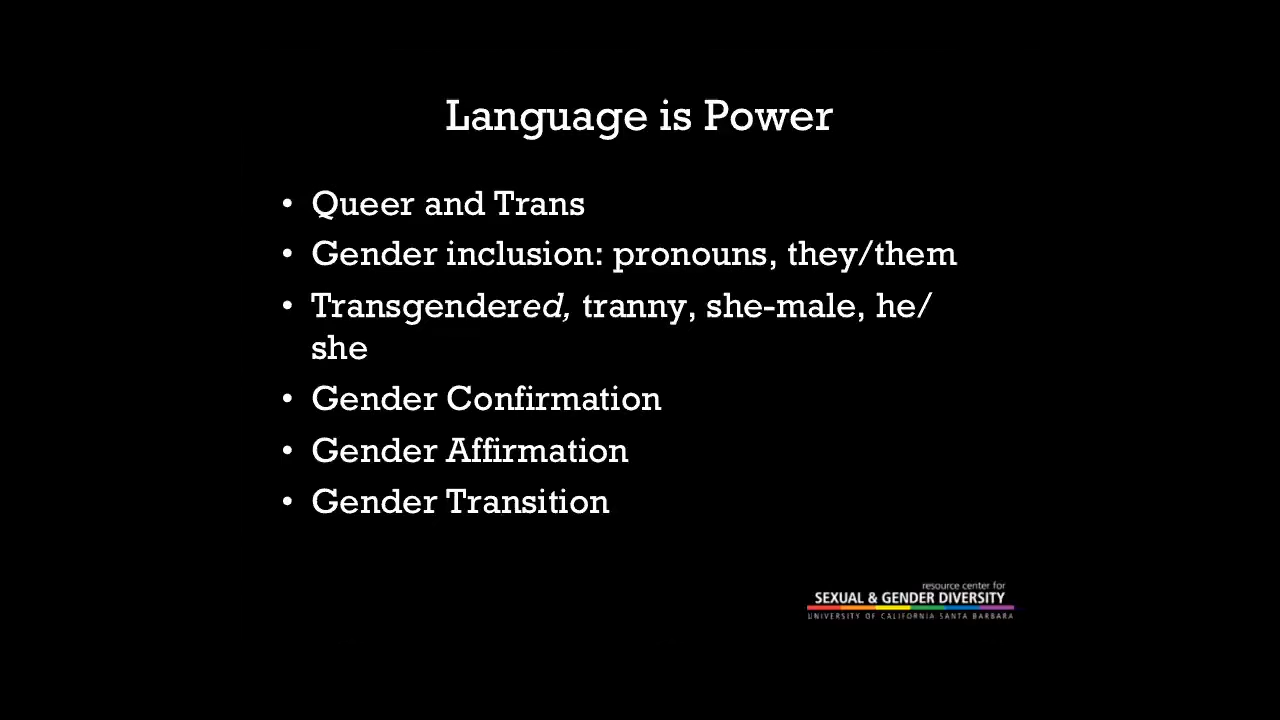 Language is Power
• Queer and Trans
• Gender inclusion: pronouns, they/them
• Transgendered, tranny, she-male, he/
she
• Gender Confirmation
• Gender Affirmation
• Gender Transition
resource center for
SEXUAL & GENDER DIVERSITY
UNIVERSITY OF CALIFORNIA SANTA BARBARA